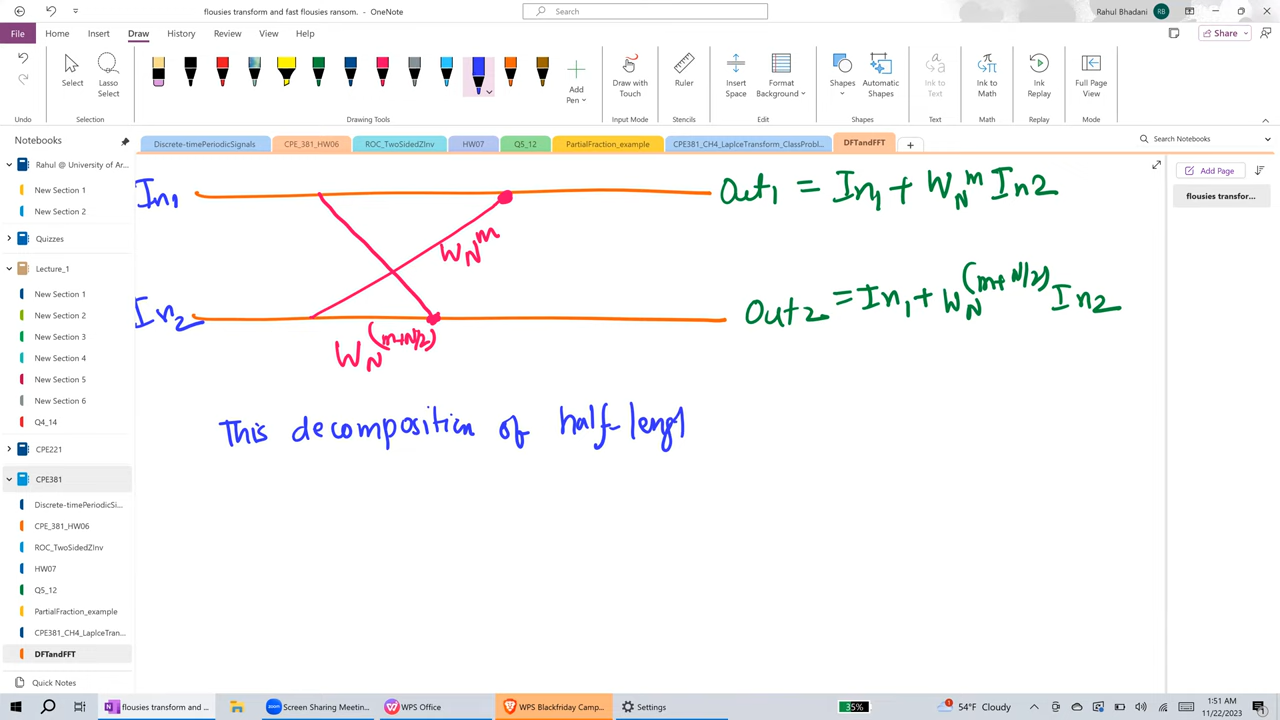 flousies transform and fast flousies ransom. - OneNote
Search
Rahul Bhadani
RB
File
Home
Insert
Draw
History
Review
View
Help
Share
Undo
Select
Lasso Select
Add Pen
Draw with Touch
Ruler
Insert Space
Format Background
Shapes
Automatic Shapes
Ink to Text
Ink to Math
Ink Replay
Full Page View
Selection
Drawing Tools
Input Mode
Stencils
Edit
Shapes
Text
Math
Replay
Mode
Notebooks
Discrete-timePeriodicSignals
CPE_381_HW06
ROC_TwoSidedZInv
HW07
Q5_12
PartialFraction_example
CPE381_CH4_LaplceTransform_ClassProbl...
DFTandFFT
Search Notebooks
Rahul @ University of Ar...
New Section 1
New Section 2
Quizzes
Lecture_1
New Section 1
New Section 2
New Section 3
New Section 4
New Section 5
New Section 6
Q4_14
CPE221
CPE381
Discrete-timePeriodicSi...
CPE_381_HW06
ROC_TwoSidedZInv
HW07
Q5_12
PartialFraction_example
CPE381_CH4_LaplceTran...
DFTandFFT
Quick Notes
In1
Out1 = In1 + WN^m In2
WN^m
In2
Out2 = In1 + WN^(m+N/2) In2
WN^(m+N/2)
This decomposition of half-lengt
Add Page
flousies transfor...
flousies transform and ...
Screen Sharing Meetin...
WPS Office
WPS Blackfriday Camp...
Settings
35%
54°F Cloudy
1:51 AM
11/22/2023